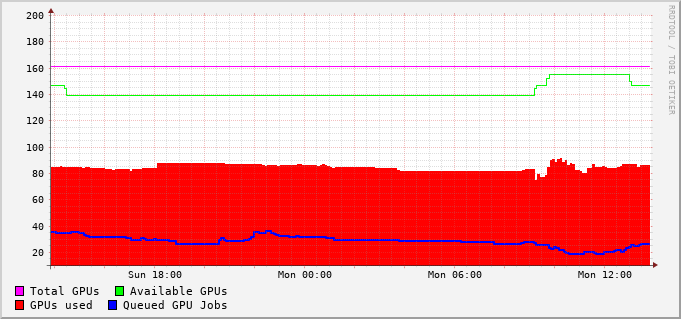 200
180
160
140
120
100
80
60
40
20
Sun 18:00 Mon 00:00 Mon 06:00 Mon 12:00
Total GPUs Available GPUs
GPUs used Queued GPU Jobs
RRDTOOL / TOBI OETIKER